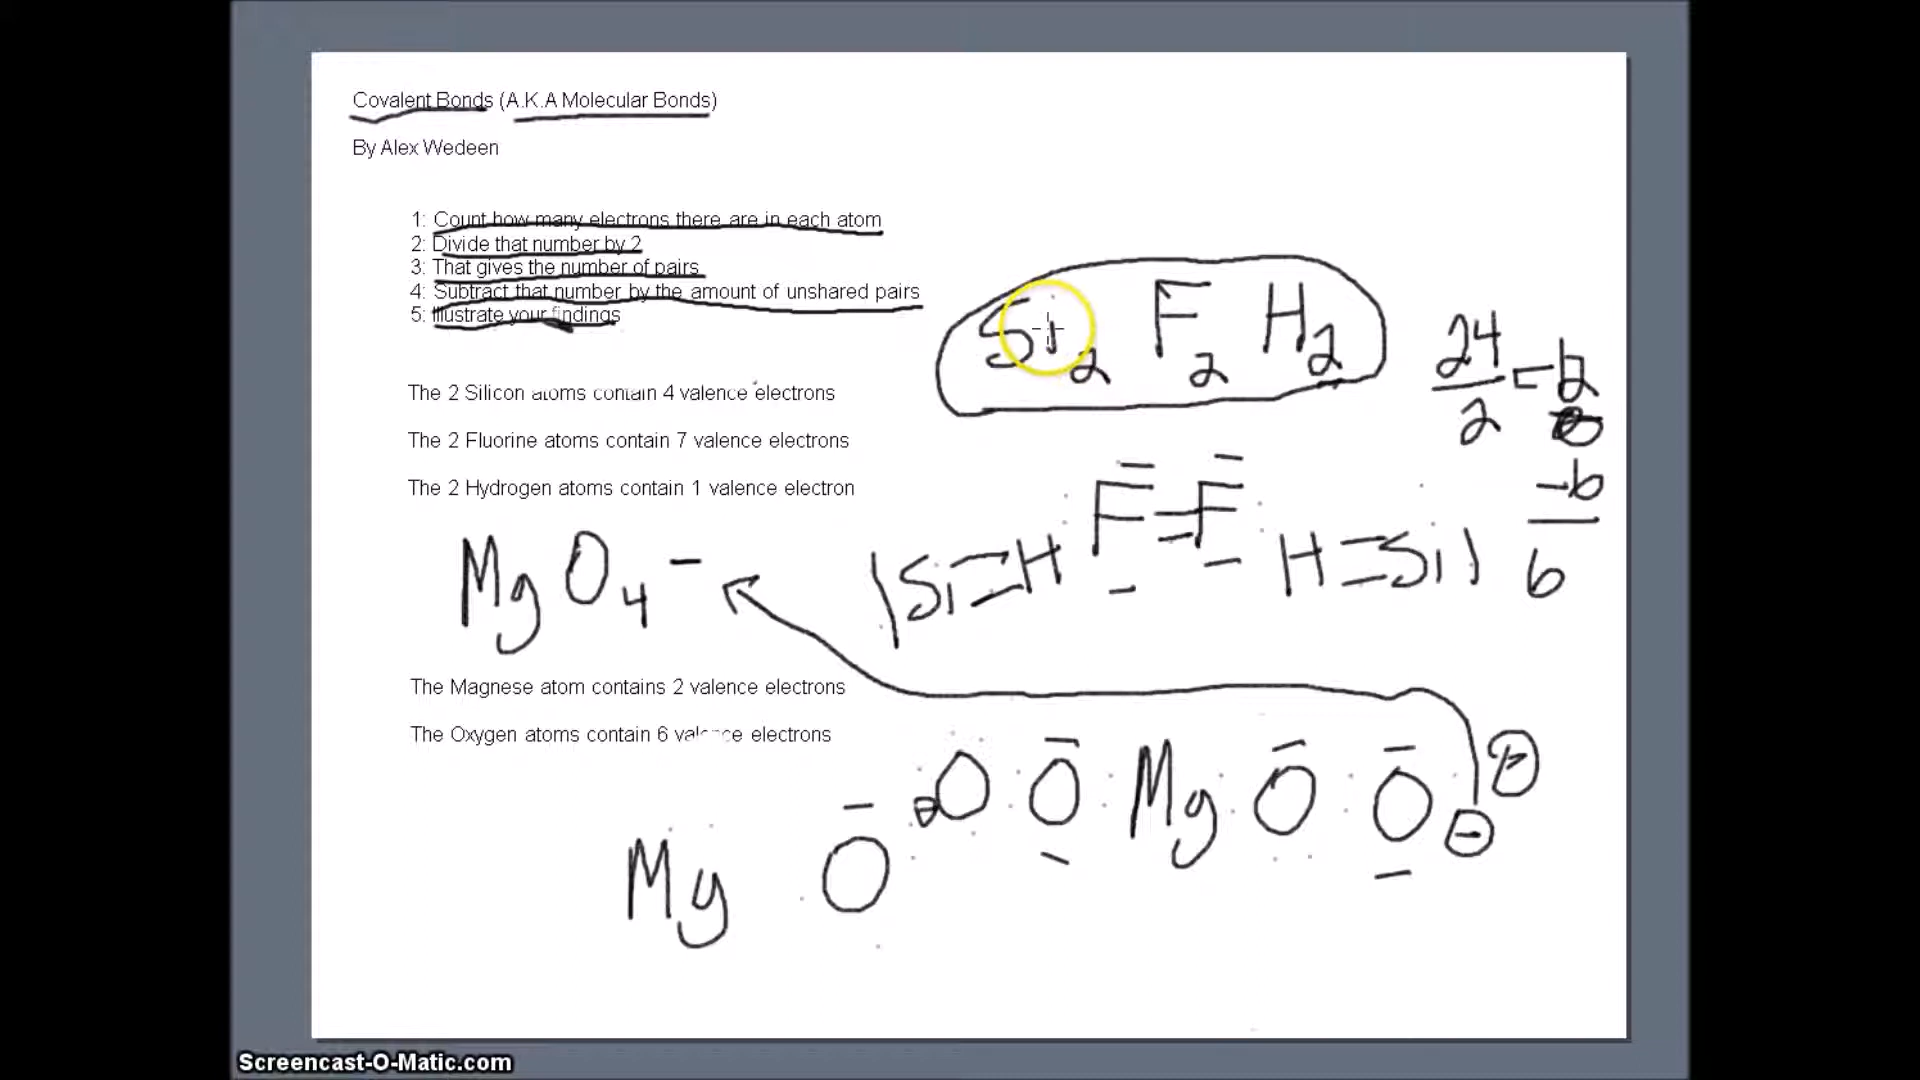 Covalent Bonds (A.K.A Molecular Bonds)
By Alex Wedeen
1: Count how many electrons there are in each atom
2: Divide that number by 2
3: That gives the number of pairs
4: Subtract that number by the amount of unshared pairs
5: Illustrate your findings
Si2 F2 H2
24
2
-6
6
The 2 Silicon atoms contain 4 valence electrons
The 2 Fluorine atoms contain 7 valence electrons
The 2 Hydrogen atoms contain 1 valence electron
|Si=H F=F H=Si|
MgO4-
The Magnese atom contains 2 valence electrons
The Oxygen atoms contain 6 valence electrons
O O Mg O O
Mg O
Screencast-O-Matic.com